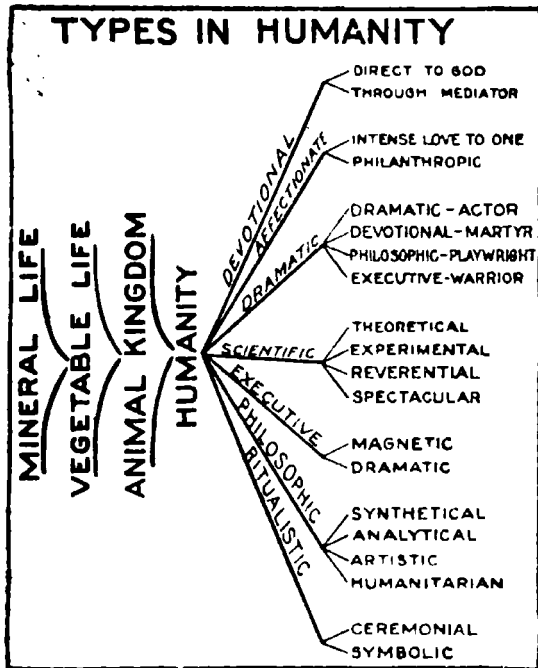 TYPES IN HUMANITY
MINERAL LIFE
VEGETABLE LIFE
ANIMAL KINGDOM
HUMANITY
DEVOTIONAL
DIRECT TO GOD
THROUGH MEDIATOR
AFFECTIONATE
INTENSE LOVE TO ONE
PHILANTHROPIC
DRAMATIC
DRAMATIC-ACTOR
DEVOTIONAL-MARTYR
PHILOSOPHIC-PLAYWRIGHT
EXECUTIVE-WARRIOR
SCIENTIFIC
THEORETICAL
EXPERIMENTAL
REVERENTIAL
SPECTACULAR
EXECUTIVE
MAGNETIC
DRAMATIC
PHILOSOPHIC
SYNTHETICAL
ANALYTICAL
ARTISTIC
HUMANITARIAN
RITUALISTIC
CEREMONIAL
SYMBOLIC